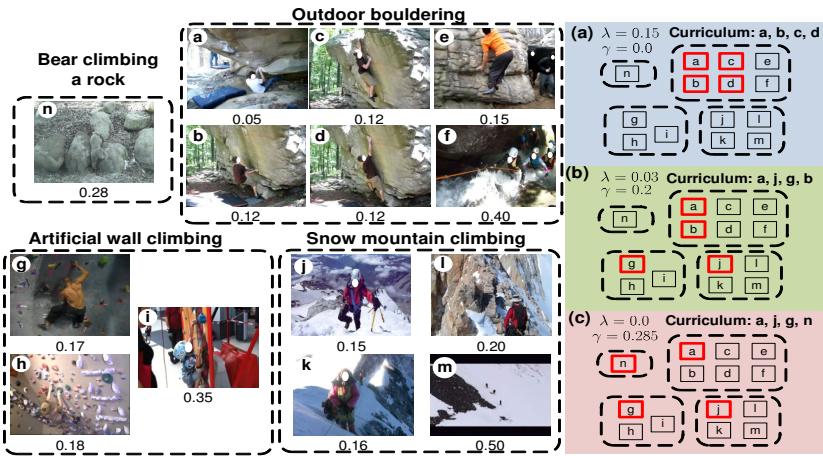 Outdoor bouldering
Bear climbing
a rock
n
0.28
a
c
e
0.05
0.12
0.15
b
d
f
0.12
0.12
0.40
Artificial wall climbing
g
0.17
i
0.35
h
0.18
Snow mountain climbing
j
l
0.15
0.20
k
m
0.16
0.50
(a)
λ = 0.15
γ = 0.0
Curriculum: a, b, c, d
n
a c e
b d f
g
h
i
j l
k m
(b)
λ = 0.03
γ = 0.2
Curriculum: a, j, g, b
n
a c e
b d f
g
h
i
j l
k m
(c)
λ = 0.0
γ = 0.285
Curriculum: a, j, g, n
n
a c e
b d f
g
h
i
j l
k m